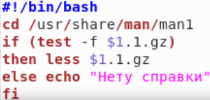 #!/bin/bash
cd /usr/share/man/man1
if (test -f $1.1.gz)
then less $1.1.gz
else echo "Нету справки"
fi